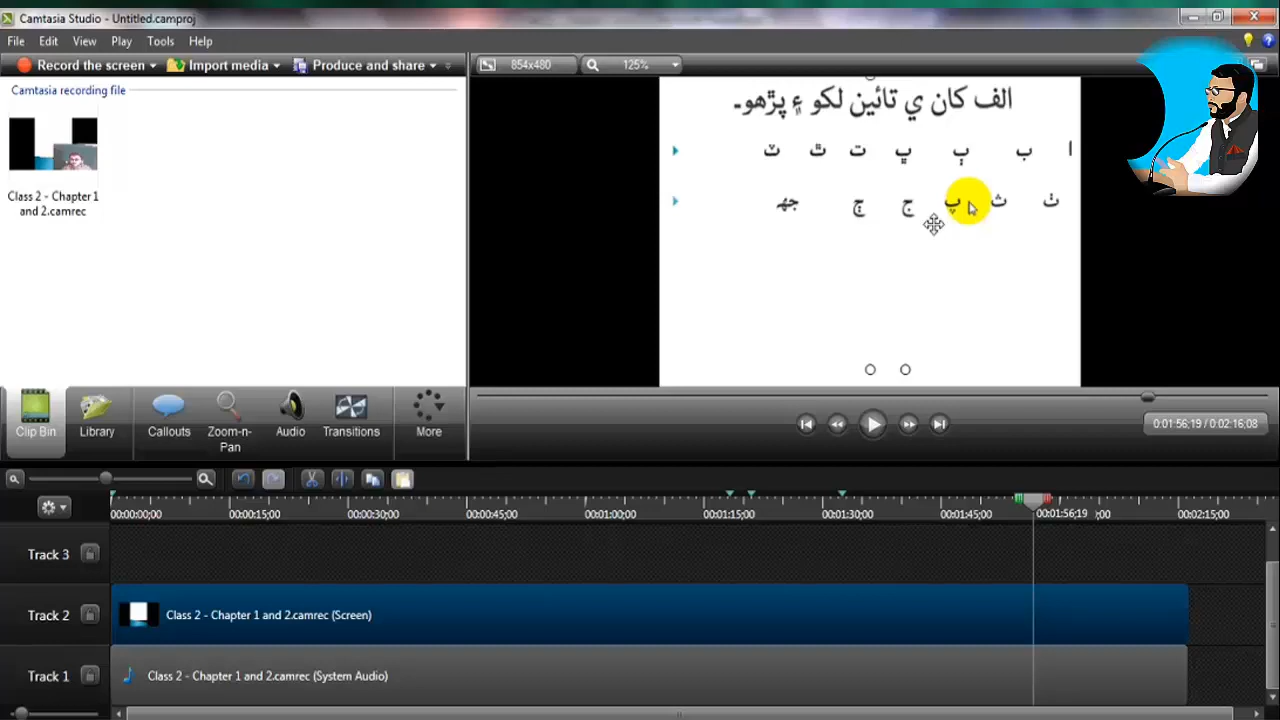 Camtasia Studio - Untitled.camproj
File Edit View Play Tools Help
Record the screen Import media Produce and share
854x480 125%
Camtasia recording file
Class 2 - Chapter 1
and 2.camrec
الف کان ي تائين لکو ۽ پڙهو۔
ا ب ٻ ڀ ت ٿ ٽ
ٺ ث پ ج ڄ جهہ
Clip Bin Library Callouts Zoom-n-Pan Audio Transitions More
0:01:56;19 / 0:02:16;08
00:00:00;00 00:00:15;00 00:00:30;00 00:00:45;00 00:01:00;00 00:01:15;00 00:01:30;00 00:01:45;00 00:01:56;19 ;00 00:02:15;00
Track 3
Track 2 Class 2 - Chapter 1 and 2.camrec (Screen)
Track 1 Class 2 - Chapter 1 and 2.camrec (System Audio)